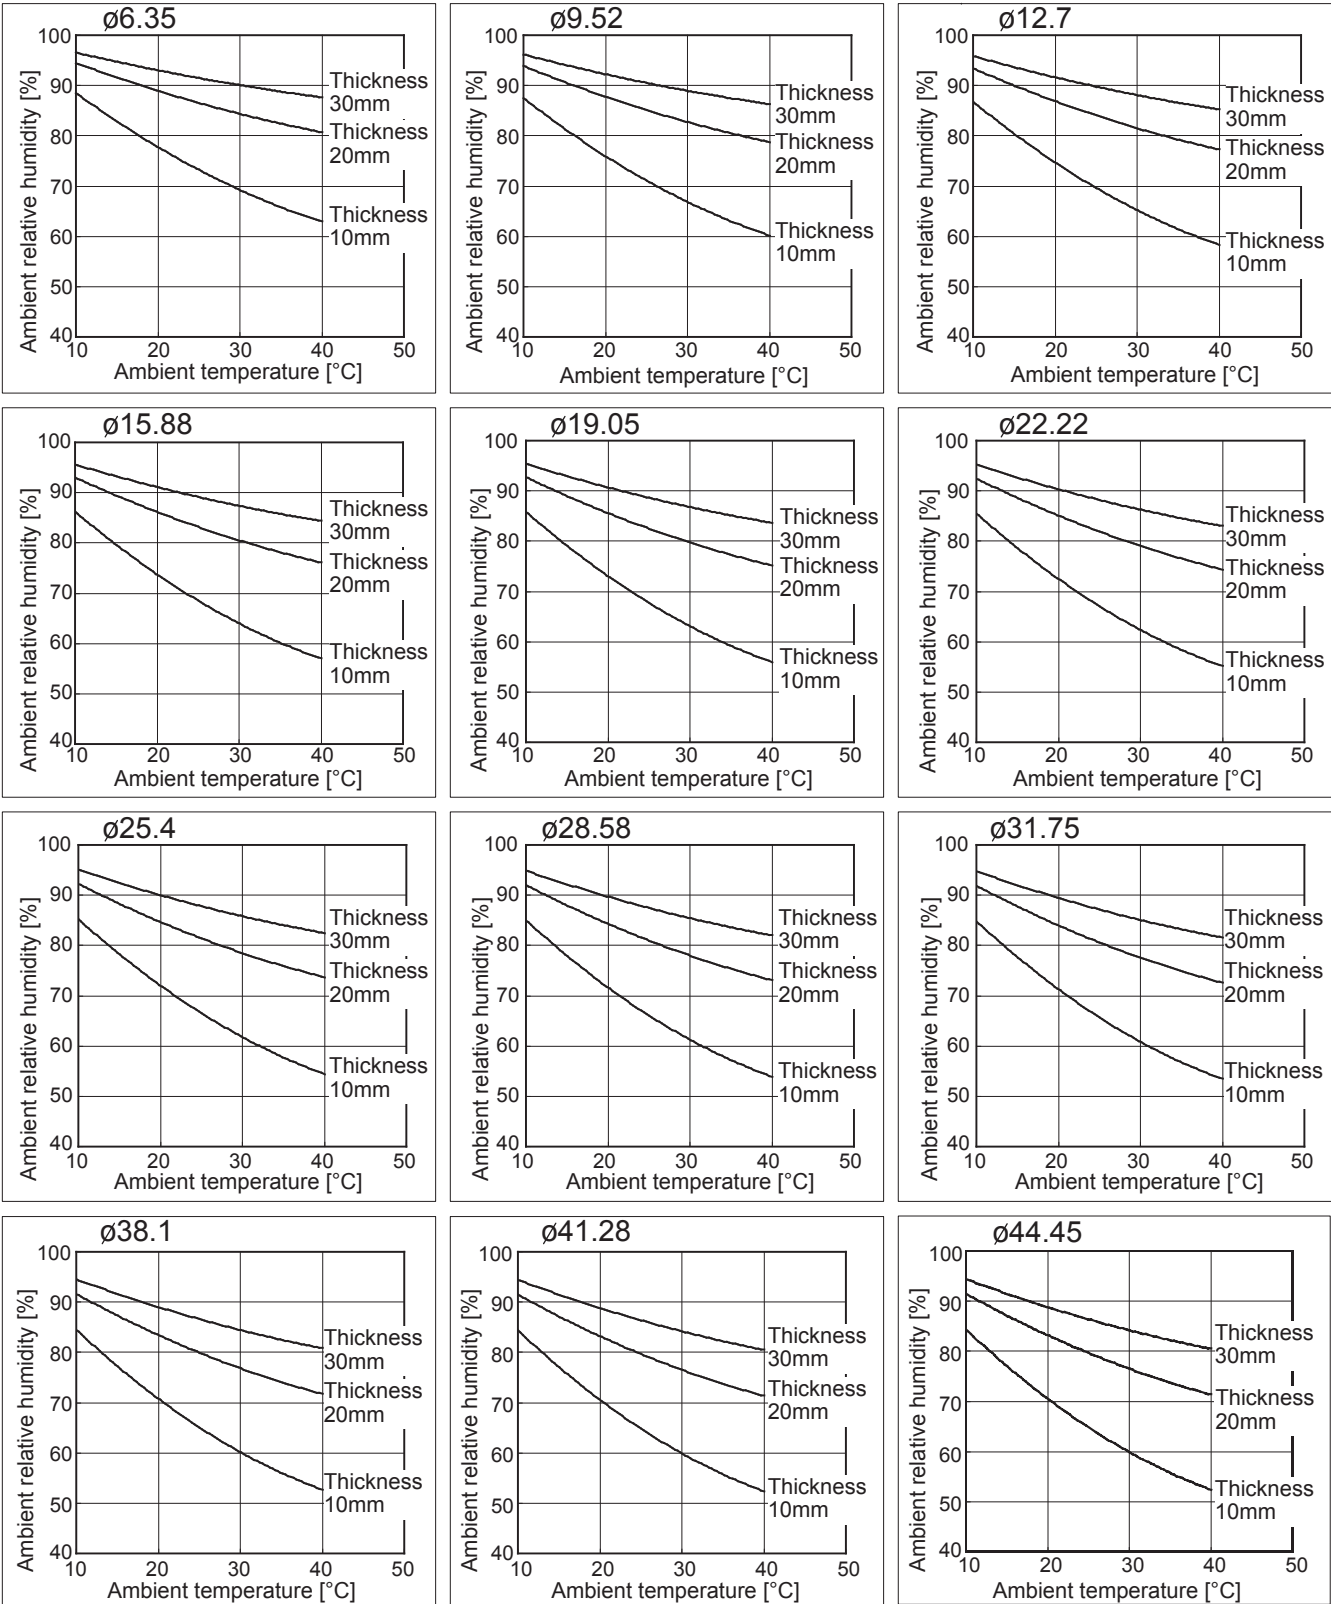 ø6.35
Ambient relative humidity [%]
100
90
80
70
60
50
40
Thickness
30mm
Thickness
20mm
Thickness
10mm
10 20 30 40 50
Ambient temperature [°C]
ø9.52
Ambient relative humidity [%]
100
90
80
70
60
50
40
Thickness
30mm
Thickness
20mm
Thickness
10mm
10 20 30 40 50
Ambient temperature [°C]
ø12.7
Ambient relative humidity [%]
100
90
80
70
60
50
40
Thickness
30mm
Thickness
20mm
Thickness
10mm
10 20 30 40 50
Ambient temperature [°C]
ø15.88
Ambient relative humidity [%]
100
90
80
70
60
50
40
Thickness
30mm
Thickness
20mm
Thickness
10mm
10 20 30 40 50
Ambient temperature [°C]
ø19.05
Ambient relative humidity [%]
100
90
80
70
60
50
40
Thickness
30mm
Thickness
20mm
Thickness
10mm
10 20 30 40 50
Ambient temperature [°C]
ø22.22
Ambient relative humidity [%]
100
90
80
70
60
50
40
Thickness
30mm
Thickness
20mm
Thickness
10mm
10 20 30 40 50
Ambient temperature [°C]
ø25.4
Ambient relative humidity [%]
100
90
80
70
60
50
40
Thickness
30mm
Thickness
20mm
Thickness
10mm
10 20 30 40 50
Ambient temperature [°C]
ø28.58
Ambient relative humidity [%]
100
90
80
70
60
50
40
Thickness
30mm
Thickness
20mm
Thickness
10mm
10 20 30 40 50
Ambient temperature [°C]
ø31.75
Ambient relative humidity [%]
100
90
80
70
60
50
40
Thickness
30mm
Thickness
20mm
Thickness
10mm
10 20 30 40 50
Ambient temperature [°C]
ø38.1
Ambient relative humidity [%]
100
90
80
70
60
50
40
Thickness
30mm
Thickness
20mm
Thickness
10mm
10 20 30 40 50
Ambient temperature [°C]
ø41.28
Ambient relative humidity [%]
100
90
80
70
60
50
40
Thickness
30mm
Thickness
20mm
Thickness
10mm
10 20 30 40 50
Ambient temperature [°C]
ø44.45
Ambient relative humidity [%]
100
90
80
70
60
50
40
Thickness
30mm
Thickness
20mm
Thickness
10mm
10 20 30 40 50
Ambient temperature [°C]